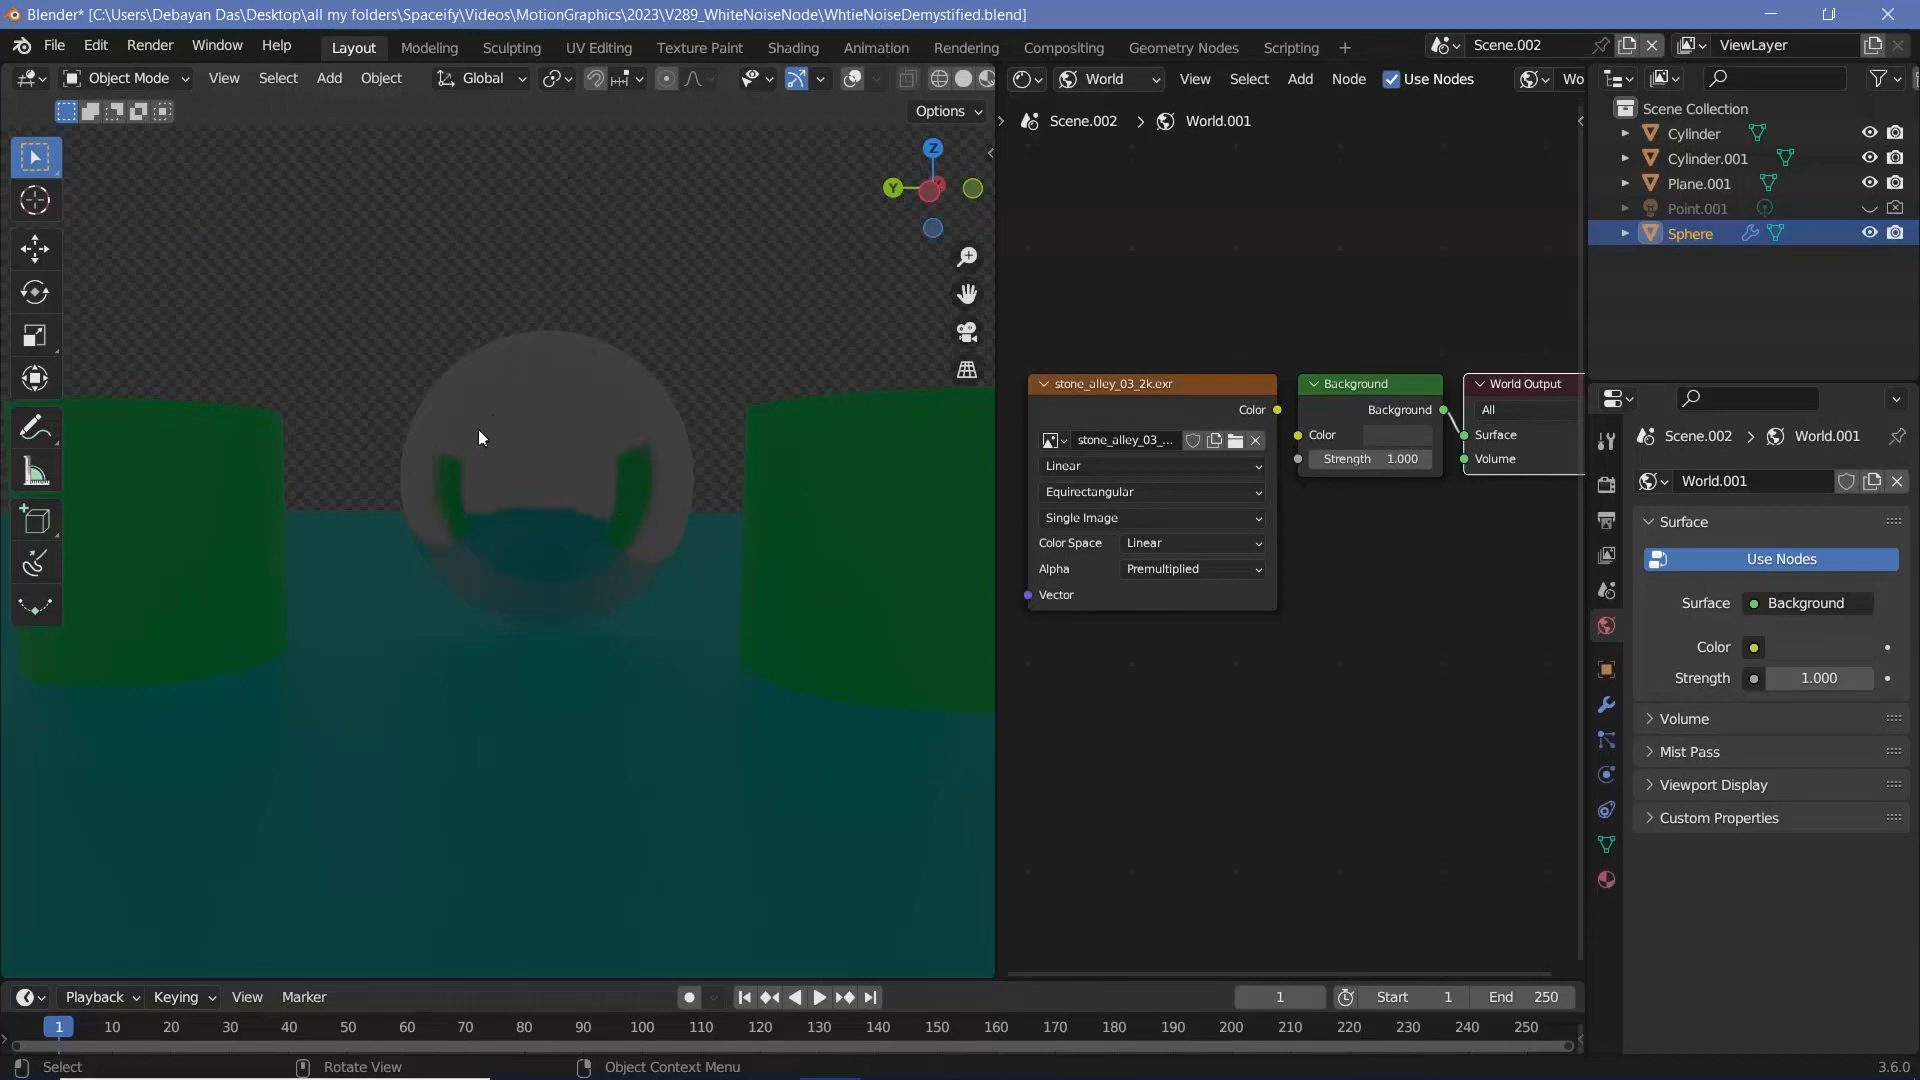 Blender* [C:\Users\Debayan Das\Desktop\all my folders\Spaceify\Videos\MotionGraphics\2023\V289_WhiteNoiseNode\WhtieNoiseDemystified.blend]
File Edit Render Window Help Layout Modeling Sculpting UV Editing Texture Paint Shading Animation Rendering Compositing Geometry Nodes Scripting + Scene.002 ViewLayer
Object Mode View Select Add Object Global World View Select Add Node Use Nodes Wo
Options
Scene.002 > World.001
Scene Collection
Cylinder
Cylinder.001
Plane.001
Point.001
Sphere
Z
Y
stone_alley_03_2k.exr
Color
stone_alley_03_...
Linear
Equirectangular
Single Image
Color Space Linear
Alpha Premultiplied
Vector
Background
Background
Color
Strength 1.000
World Output
All
Surface
Volume
Scene.002 > World.001
World.001
Surface
Use Nodes
Surface Background
Color
Strength 1.000
Volume
Mist Pass
Viewport Display
Custom Properties
Playback Keying View Marker 1 Start 1 End 250
1 10 20 30 40 50 60 70 80 90 100 110 120 130 140 150 160 170 180 190 200 210 220 230 240 250
Select Rotate View Object Context Menu 3.6.0